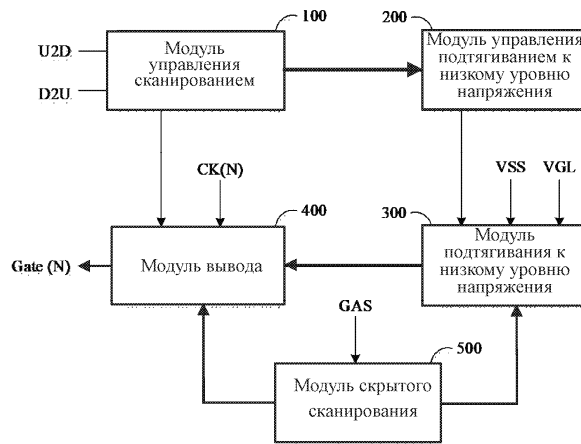 100
200
U2D
D2U
Модуль
управления
сканированием
Модуль управления
подтягиванием к
низкому уровню
напряжения
CK(N)
VSS
VGL
400
300
Gate (N)
Модуль вывода
Модуль
подтягивания к
низкому уровню
напряжения
GAS
500
Модуль скрытого
сканирования